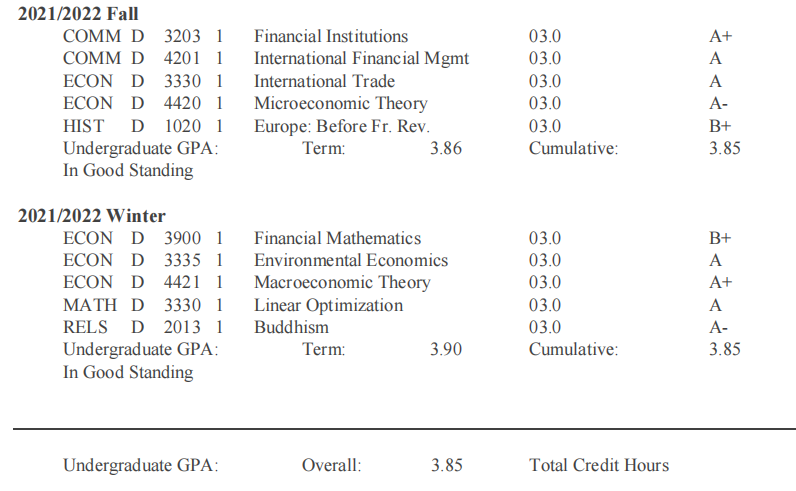 2021/2022 Fall
COMM D 3203 1 Financial Institutions 03.0 A+
COMM D 4201 1 International Financial Mgmt 03.0 A
ECON D 3330 1 International Trade 03.0 A
ECON D 4420 1 Microeconomic Theory 03.0 A-
HIST D 1020 1 Europe: Before Fr. Rev. 03.0 B+
Undergraduate GPA: Term: 3.86 Cumulative: 3.85
In Good Standing
2021/2022 Winter
ECON D 3900 1 Financial Mathematics 03.0 B+
ECON D 3335 1 Environmental Economics 03.0 A
ECON D 4421 1 Macroeconomic Theory 03.0 A+
MATH D 3330 1 Linear Optimization 03.0 A
RELS D 2013 1 Buddhism 03.0 A-
Undergraduate GPA: Term: 3.90 Cumulative: 3.85
In Good Standing
Undergraduate GPA: Overall: 3.85 Total Credit Hours